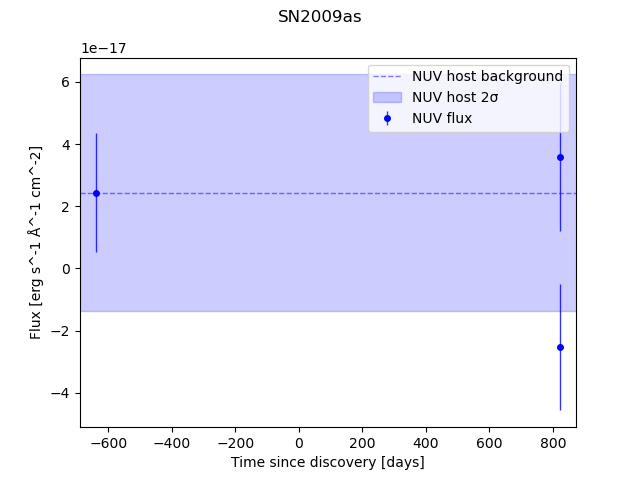 SN2009as
1e−17
NUV host background
NUV host 2σ
NUV flux
6
4
2
0
−2
−4
Flux [erg s^-1 Å^-1 cm^-2]
−600 −400 −200 0 200 400 600 800
Time since discovery [days]